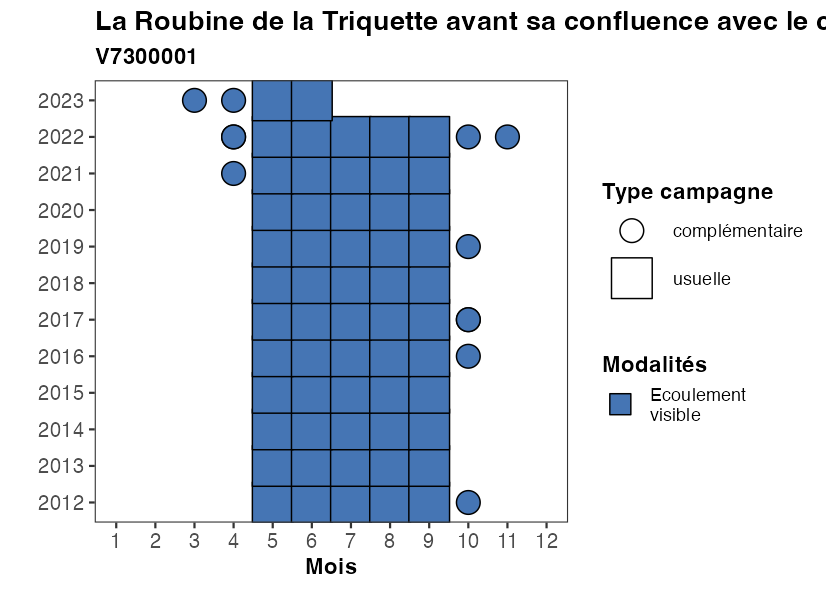 La Roubine de la Triquette avant sa confluence avec le
V7300001
2023
2022
2021
2020
2019
2018
2017
2016
2015
2014
2013
2012
1 2 3 4 5 6 7 8 9 10 11 12
Mois
Type campagne
complémentaire
usuelle
Modalités
Ecoulement
visible